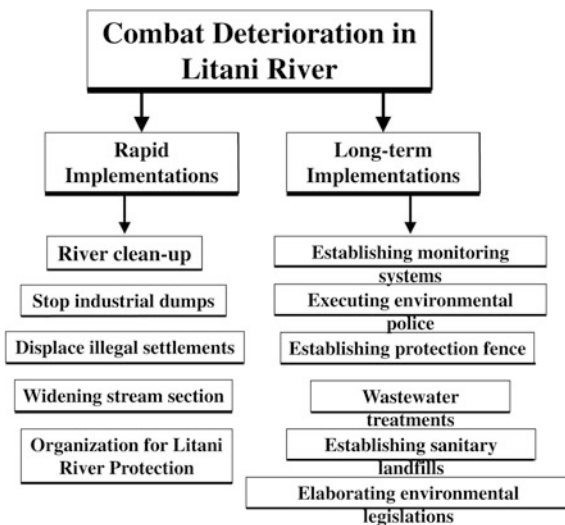 Combat Deterioration in
Litani River
Rapid
Implementations
Long-term
Implementations
River clean-up
Stop industrial dumps
Displace illegal settlements
Widening stream section
Organization for Litani
River Protection
Establishing monitoring
systems
Executing environmental
police
Establishing protection fence
Wastewater
treatments
Establishing sanitary
landfills
Elaborating environmental
legislations